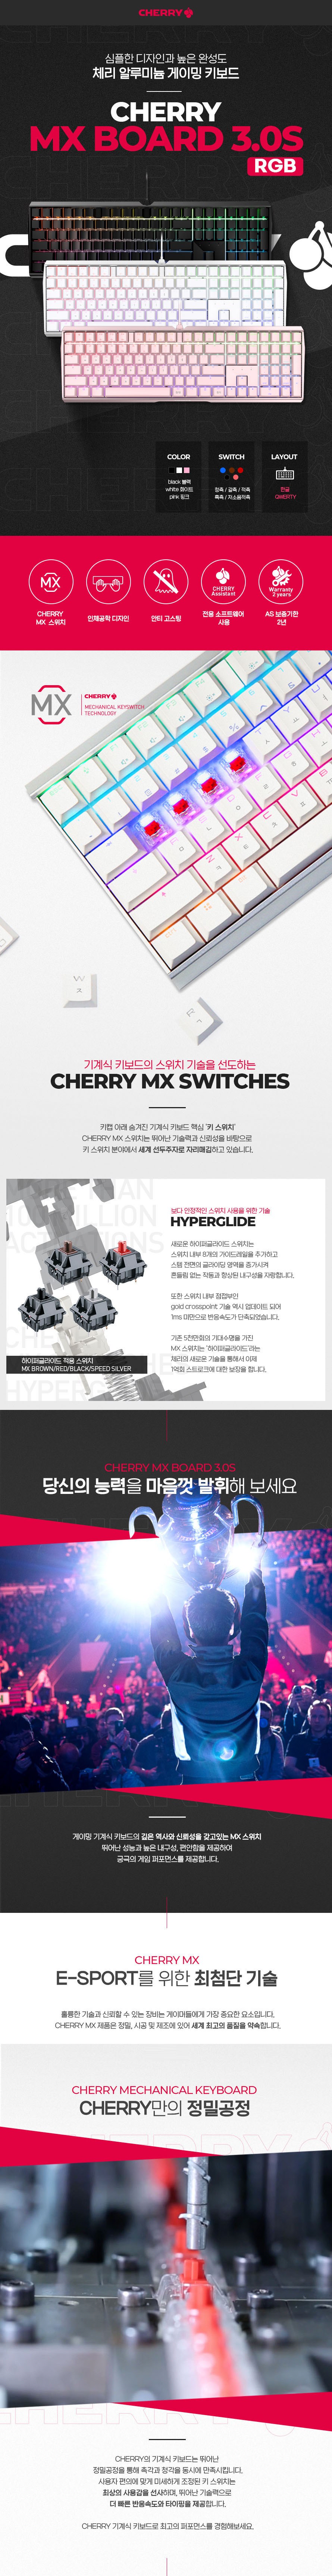 CHERRY
심플한 디자인과 높은 완성도
체리 알루미늄 게이밍 키보드
CHERRY
MX BOARD 3.0S
RGB
COLOR
black 블랙
white 화이트
pink 핑크
SWITCH
청축 / 갈축 / 적축
흑축 / 저소음적축
LAYOUT
한글
QWERTY
MX
CHERRY
MX 스위치
인체공학 디자인
안티 고스팅
CHERRY
Assistant
전용 소프트웨어
사용
Warranty
2 years
AS 보증기한
2년
MX
CHERRY
MECHANICAL KEYSWITCH
TECHNOLOGY
기계식 키보드의 스위치 기술을 선도하는
CHERRY MX SWITCHES
키캡 아래 숨겨진 기계식 키보드 핵심 '키 스위치'
CHERRY MX 스위치는 뛰어난 기술력과 신뢰성을 바탕으로
키 스위치 분야에서 세계 선두주자로 자리매김하고 있습니다.
보다 안정적인 스위치 사용을 위한 기술
HYPERGLIDE
새로운 하이퍼글라이드 스위치는
스위치 내부 8개의 가이드레일을 추가하고
스템 전면의 글라이딩 영역을 증가시켜
흔들림 없는 작동과 향상된 내구성을 자랑합니다.
또한 스위치 내부 접점부인
gold crosspoint 기술 역시 업데이트 되어
1ms 미만으로 반응속도가 단축되었습니다.
기존 5천만회의 기대수명을 가진
MX 스위치는 '하이퍼글라이드'라는
체리의 새로운 기술을 통해서 이제
1억회 스트로크에 대한 보장을 합니다.
하이퍼글라이드 적용 스위치
MX BROWN/RED/BLACK/SPEED SILVER
CHERRY MX BOARD 3.0S
당신의 능력을 마음껏 발휘해 보세요
게이밍 기계식 키보드의 깊은 역사와 신뢰성을 갖고있는 MX 스위치
뛰어난 성능과 높은 내구성, 편안함을 제공하여
궁극의 게임 퍼포먼스를 제공합니다.
CHERRY MX
E-SPORT를 위한 최첨단 기술
훌륭한 기술과 신뢰할 수 있는 장비는 게이머들에게 가장 중요한 요소입니다.
CHERRY MX 제품은 정밀, 시공 및 제조에 있어 세계 최고의 품질을 약속합니다.
CHERRY MECHANICAL KEYBOARD
CHERRY만의 정밀공정
CHERRY의 기계식 키보드는 뛰어난
정밀공정을 통해 촉각과 청각을 동시에 만족시킵니다.
사용자 편의에 맞게 미세하게 조정된 키 스위치는
최상의 사용감을 선사하며, 뛰어난 기술력으로
더 빠른 반응속도와 타이핑을 제공합니다.
CHERRY 기계식 키보드로 최고의 퍼포먼스를 경험해보세요.